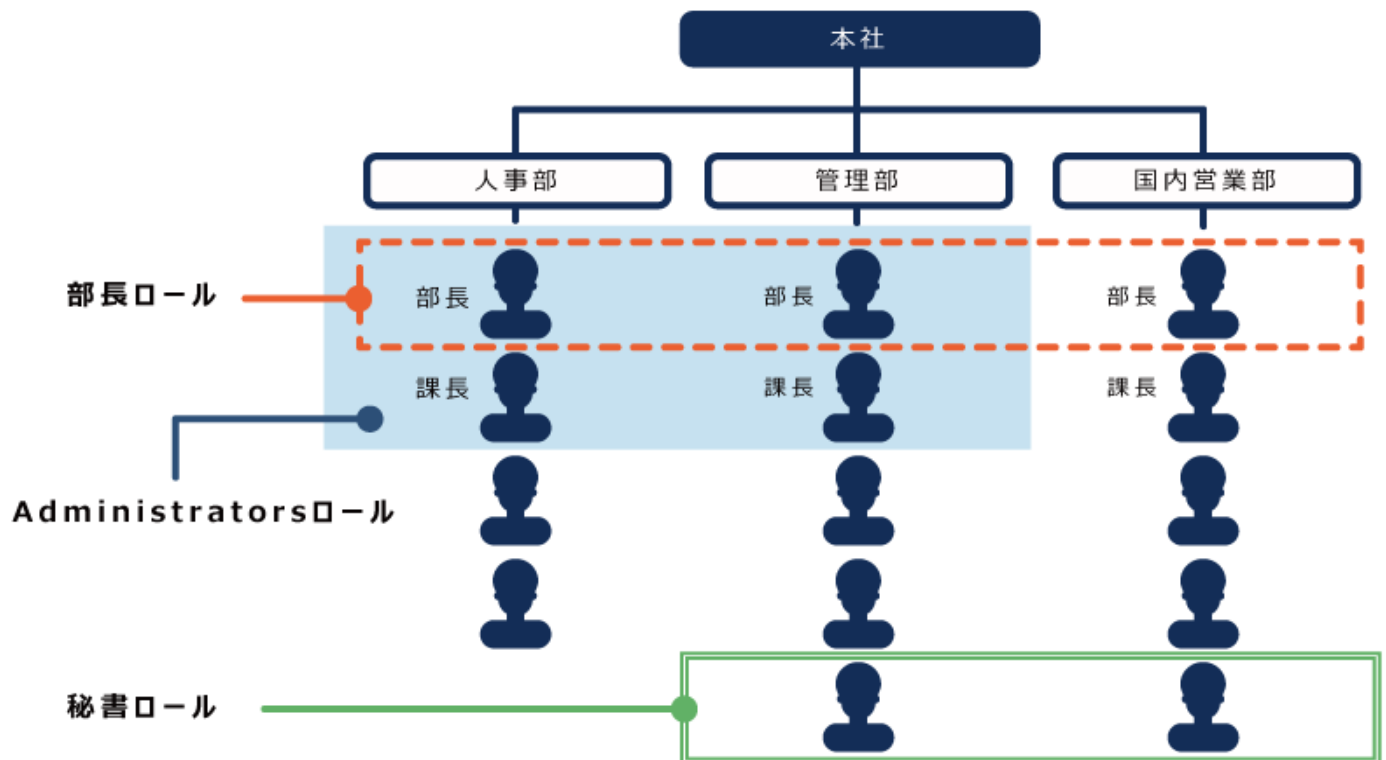 本社
人事部
管理部
国内営業部
部長ロール
部長
部長
部長
課長
課長
課長
Administratorsロール
秘書ロール